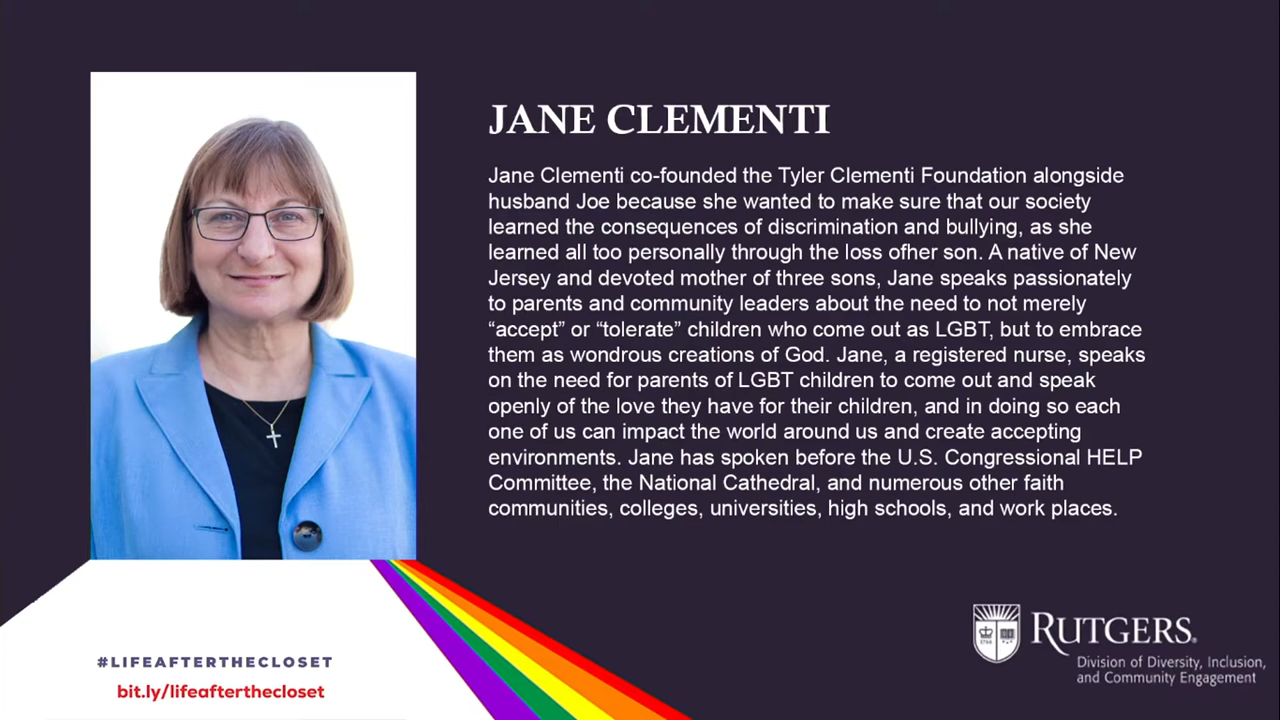 JANE CLEMENTI
Jane Clementi co-founded the Tyler Clementi Foundation alongside
husband Joe because she wanted to make sure that our society
learned the consequences of discrimination and bullying, as she
learned all too personally through the loss ofher son. A native of New
Jersey and devoted mother of three sons, Jane speaks passionately
to parents and community leaders about the need to not merely
“accept” or “tolerate” children who come out as LGBT, but to embrace
them as wondrous creations of God. Jane, a registered nurse, speaks
on the need for parents of LGBT children to come out and speak
openly of the love they have for their children, and in doing so each
one of us can impact the world around us and create accepting
environments. Jane has spoken before the U.S. Congressional HELP
Committee, the National Cathedral, and numerous other faith
communities, colleges, universities, high schools, and work places.
#LIFEAFTERTHECLOSET
bit.ly/lifeafterthecloset
1766
RUTGERS®
Division of Diversity, Inclusion,
and Community Engagement